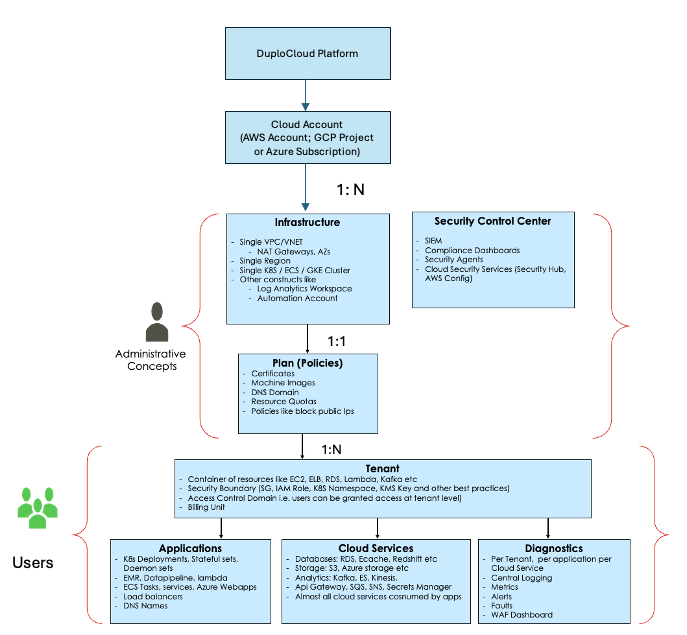 DuploCloud Platform
Cloud Account
(AWS Account; GCP Project
or Azure Subscription)
1: N
Infrastructure
- Single VPC/VNET
- NAT Gateways, AZs
- Single Region
- Single K8S / ECS / GKE Cluster
- Other constructs like
- Log Analytics Workspace
- Automation Account
Security Control Center
- SIEM
- Compliance Dashboards
- Security Agents
- Cloud Security Services (Security Hub,
AWS Config)
Administrative
Concepts
1:1
Plan (Policies)
- Certificates
- Machine Images
- DNS Domain
- Resource Quotas
- Policies like block public Ips
1:N
Tenant
- Container of resources like EC2, ELB, RDS, Lambda, Kafka etc
- Security Boundary (SG, IAM Role, K8S Namespace, KMS Key and other best practices)
- Access Control Domain i.e. users can be granted access at tenant level)
- Billing Unit
Users
Applications
- K8s Deployments, Stateful sets,
Daemon sets
- EMR, Datapipeline, lambda
- ECS Tasks, services, Azure Webapps
- Load balancers
- DNS Names
Cloud Services
- Databases: RDS, Ecache, Redshift etc
- Storage: S3, Azure storage etc
- Analytics: Kafka, ES, Kinesis,
- Api Gateway, SQS, SNS, Secrets Manager
- Almost all cloud services cosnumed by apps
Diagnostics
- Per Tenant, per application per
Cloud Service
- Central Logging
- Metrics
- Alerts
- Faults
- WAF Dashboard